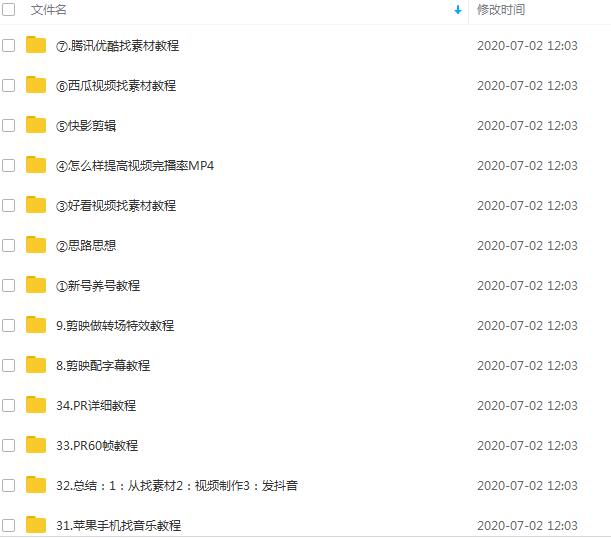 文件名 修改时间
⑦.腾讯优酷找素材教程 2020-07-02 12:03
⑥西瓜视频找素材教程 2020-07-02 12:03
⑤快影剪辑 2020-07-02 12:03
④怎么样提高视频完播率MP4 2020-07-02 12:03
③好看视频找素材教程 2020-07-02 12:03
②思路思想 2020-07-02 12:03
①新号养号教程 2020-07-02 12:03
9.剪映做转场特效教程 2020-07-02 12:03
8.剪映配字幕教程 2020-07-02 12:03
34.PR详细教程 2020-07-02 12:03
33.PR60帧教程 2020-07-02 12:03
32.总结：1：从找素材2：视频制作3：发抖音 2020-07-02 12:03
31.苹果手机找音乐教程 2020-07-02 12:03